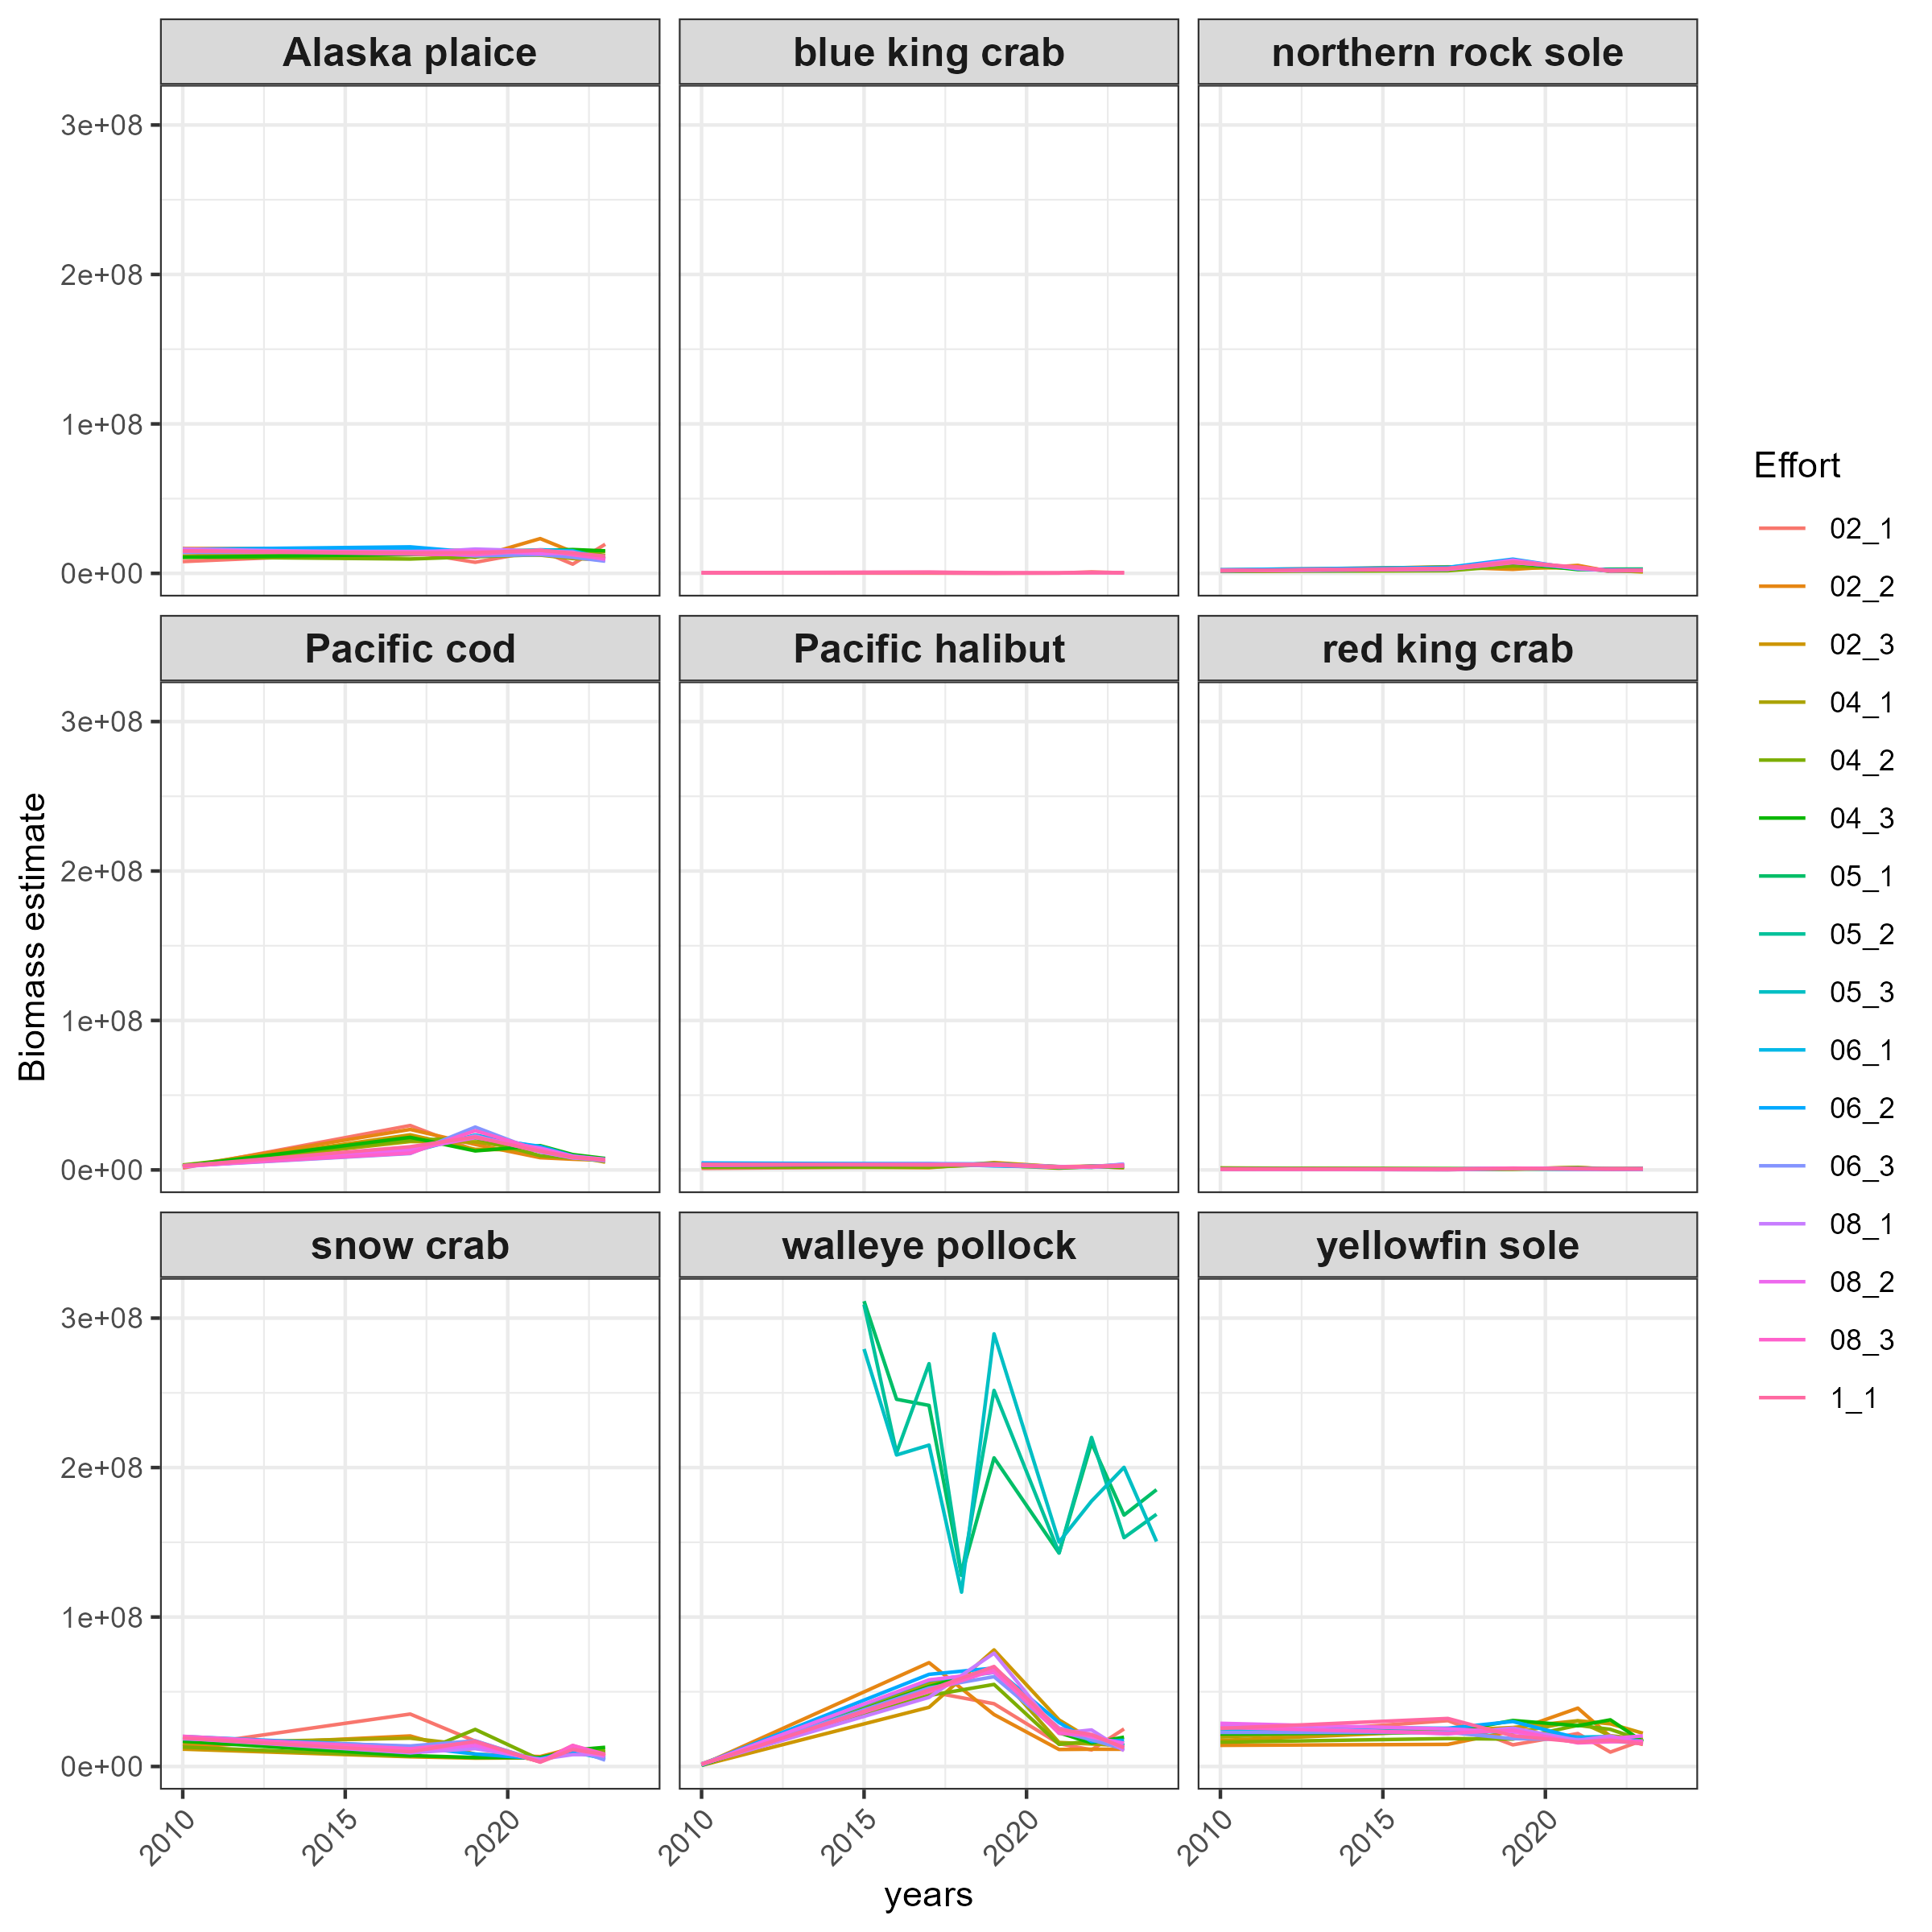 Alaska plaice
blue king crab
northern rock sole
3e+08
2e+08
1e+08
0e+00
Pacific cod
Pacific halibut
red king crab
3e+08
2e+08
1e+08
0e+00
snow crab
walleye pollock
yellowfin sole
3e+08
2e+08
1e+08
0e+00
2010
2015
2020
2010
2015
2020
2010
2015
2020
years
Biomass estimate
Effort
02_1
02_2
02_3
04_1
04_2
04_3
05_1
05_2
05_3
06_1
06_2
06_3
08_1
08_2
08_3
1_1